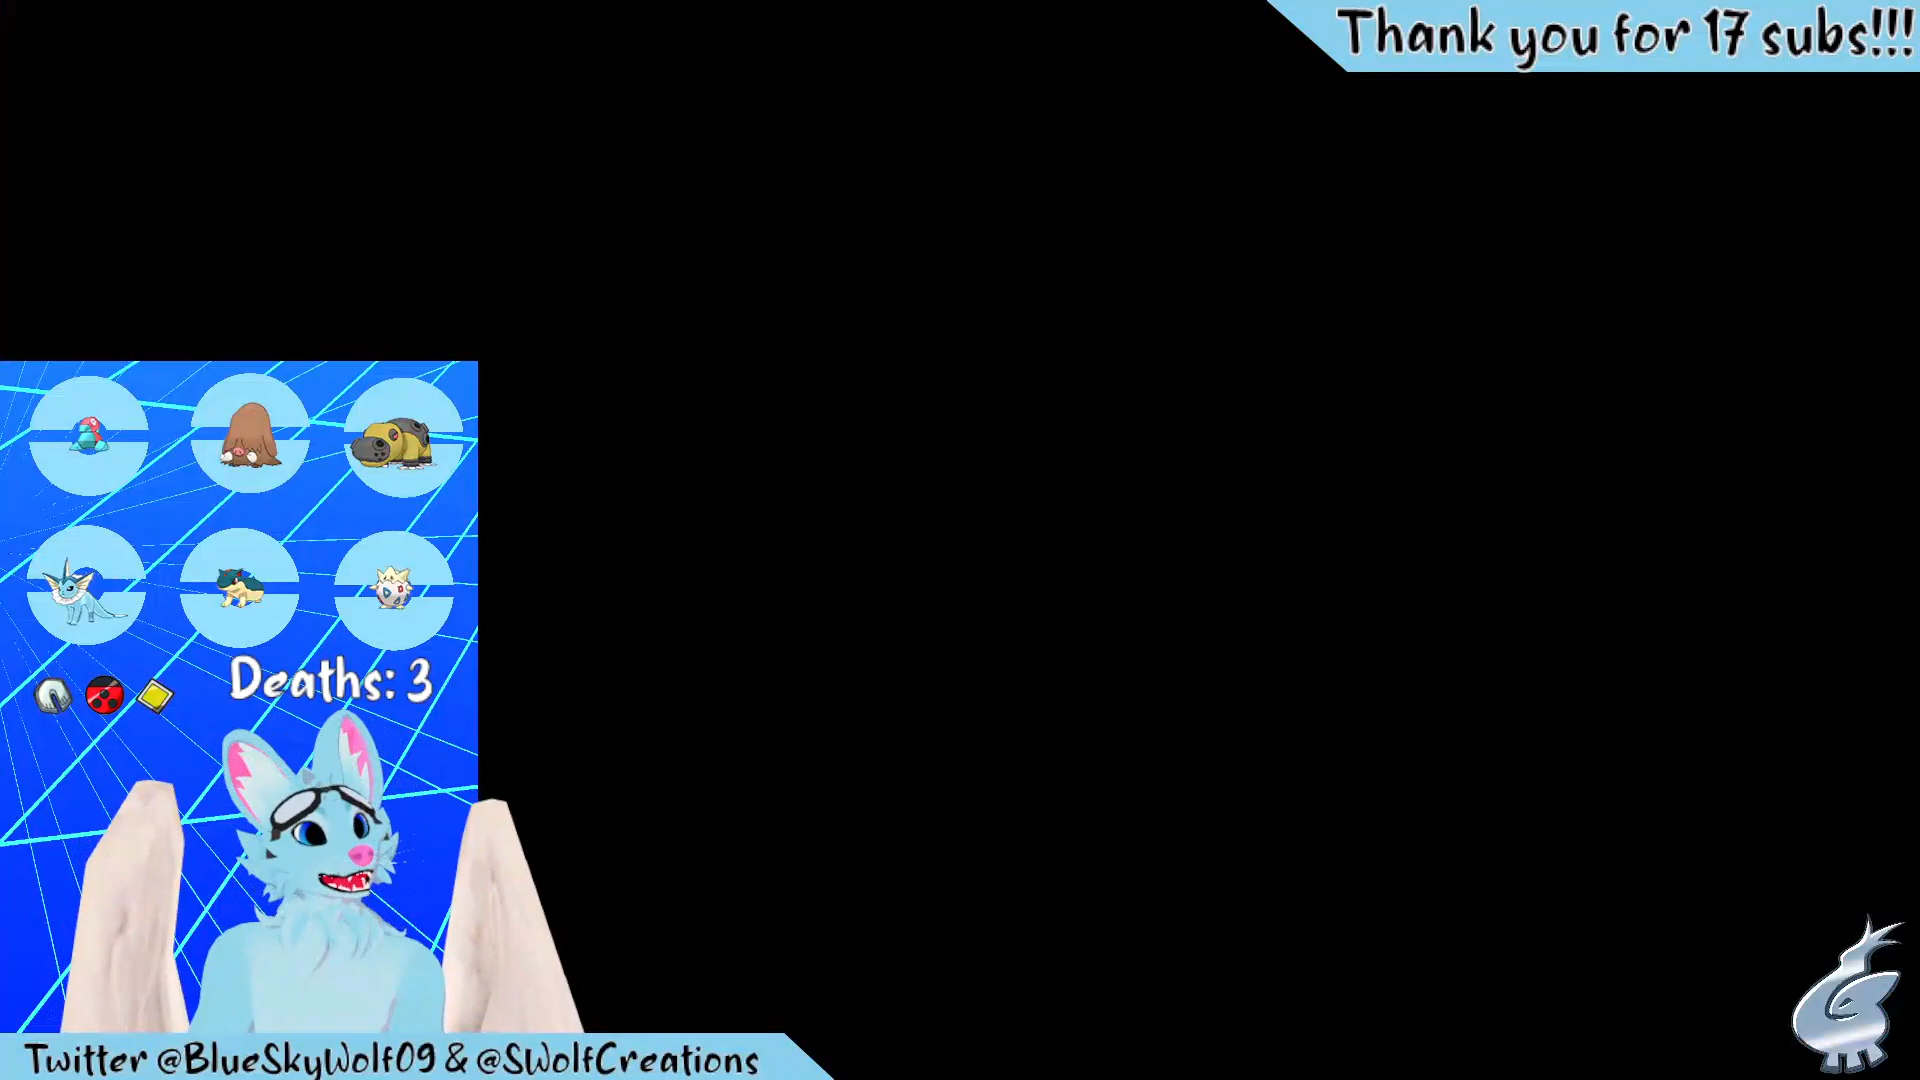 Thank you for 17 subs!!!
Deaths: 3
Twitter @BlueSkyWolf09 & @SWolfCreations